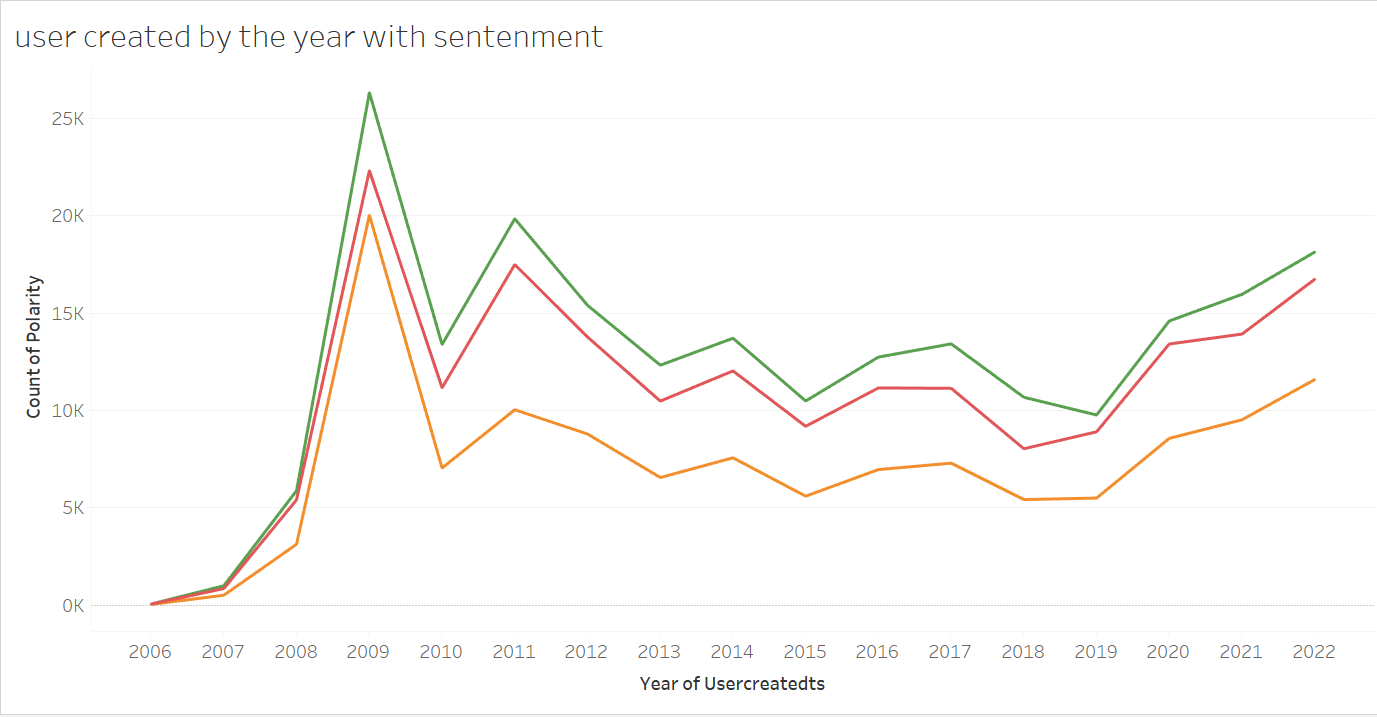 user created by the year with sentenment
Count of Polarity
25K
20K
15K
10K
5K
0K
2006 2007 2008 2009 2010 2011 2012 2013 2014 2015 2016 2017 2018 2019 2020 2021 2022
Year of Usercreatedts